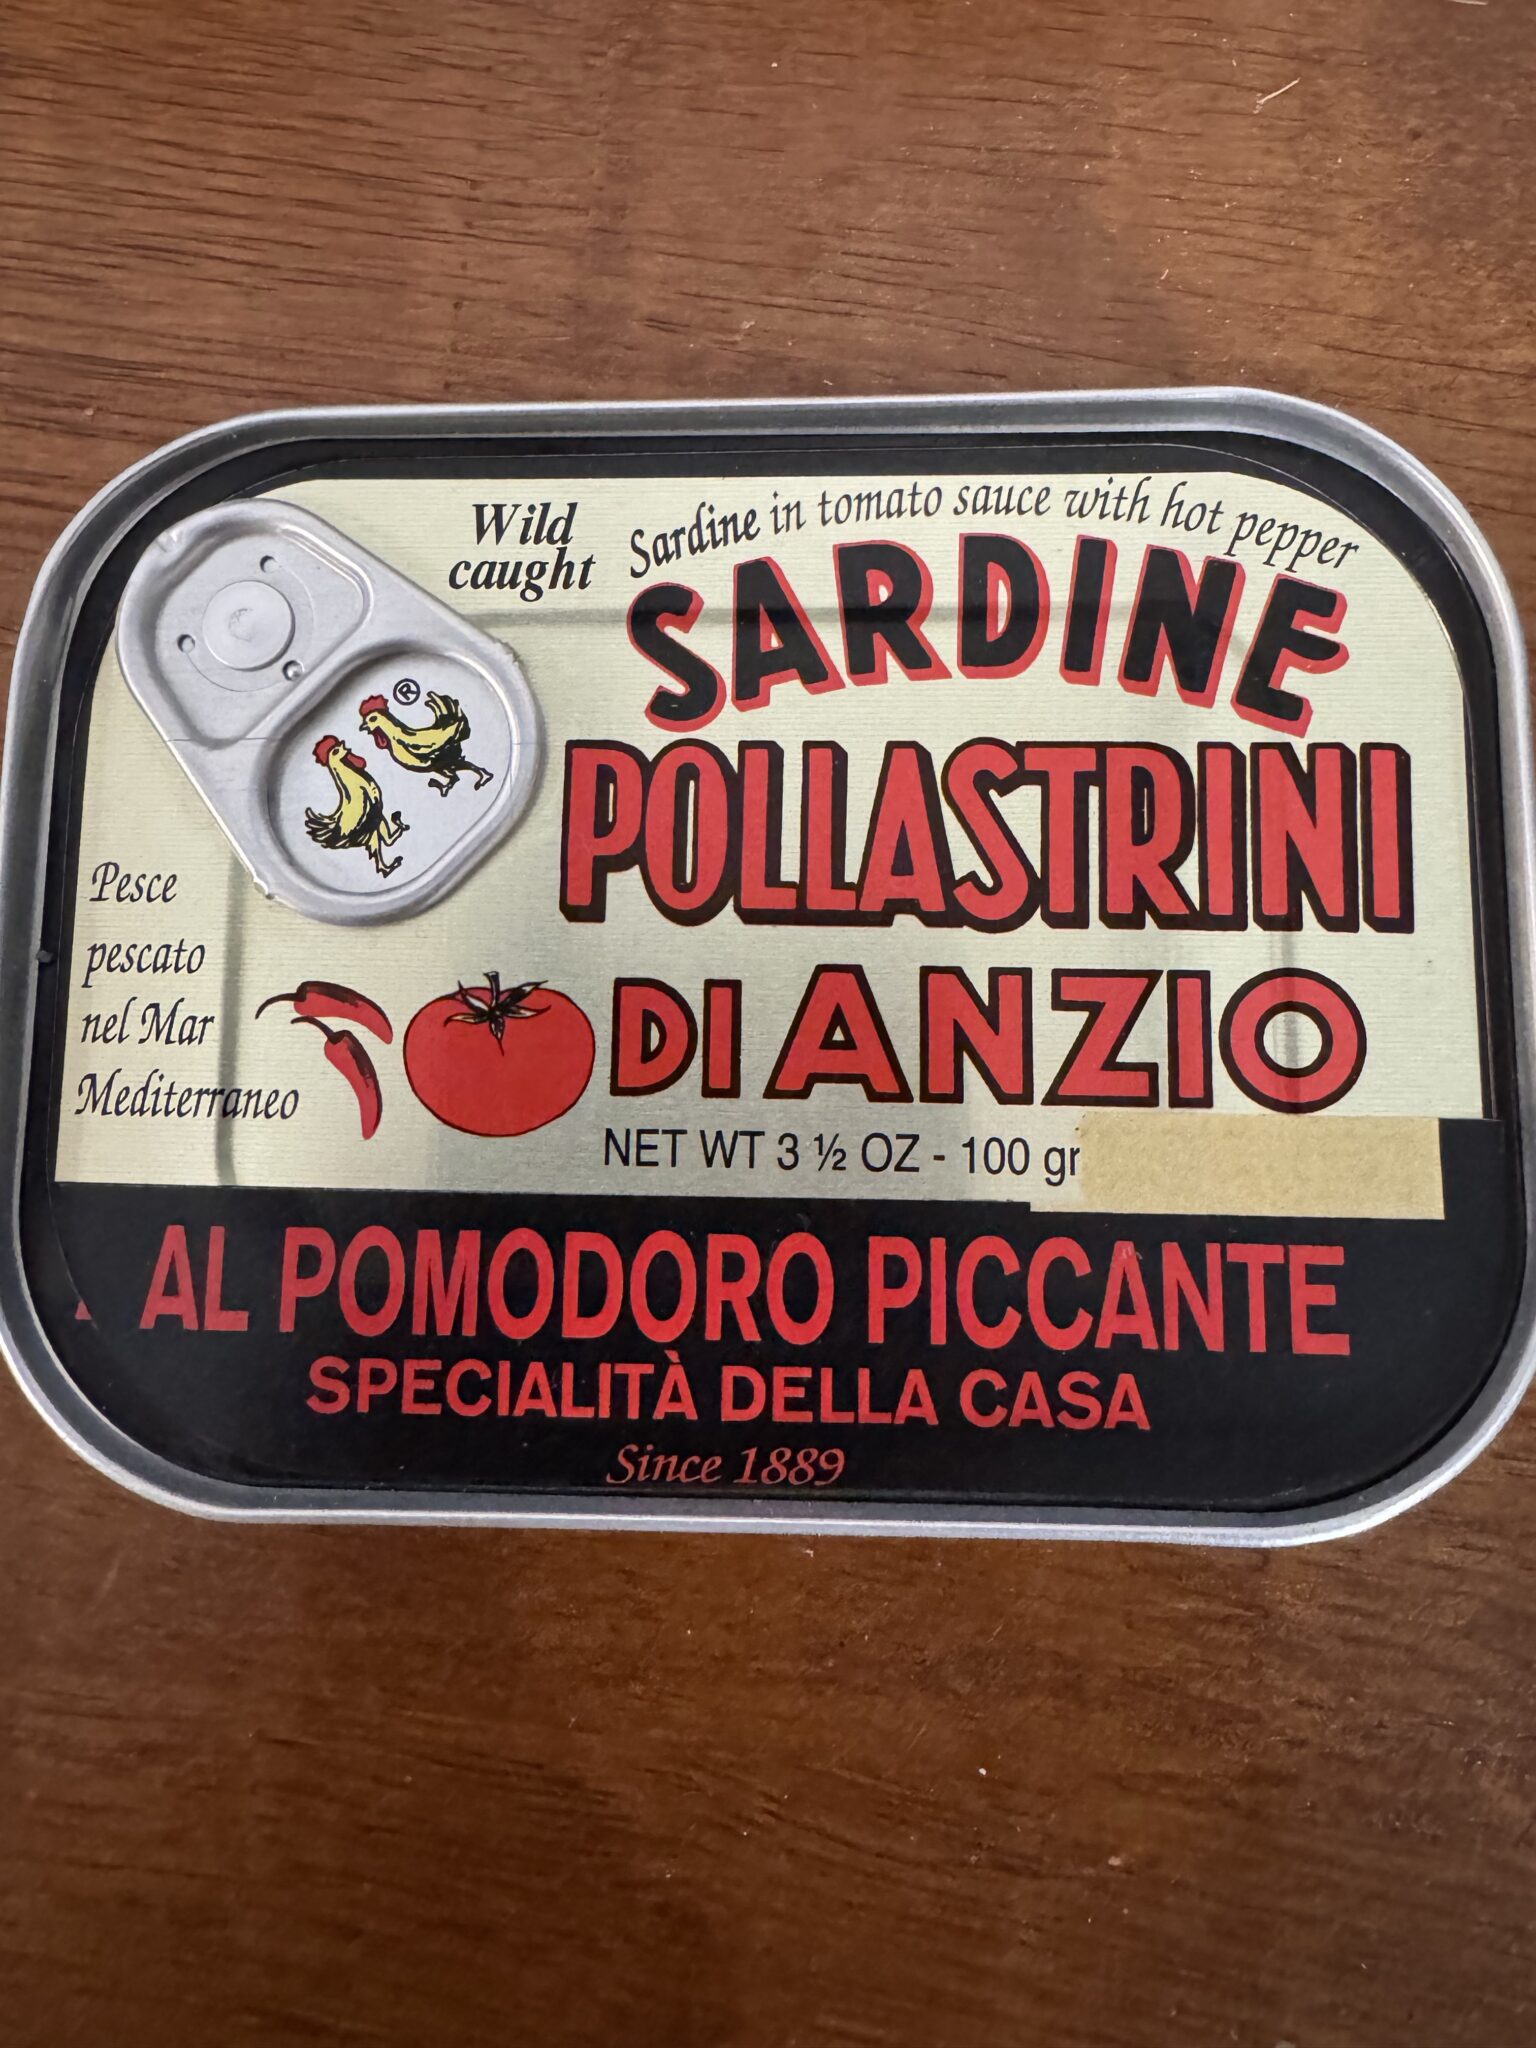 Wild
caught
Sardine in tomato sauce with hot pepper
SARDINE
POLLASTRINI
DI ANZIO
®
Pesce
pescato
nel Mar
Mediterraneo
NET WT 3 ½ OZ - 100 gr
AL POMODORO PICCANTE
SPECIALITÀ DELLA CASA
Since 1889